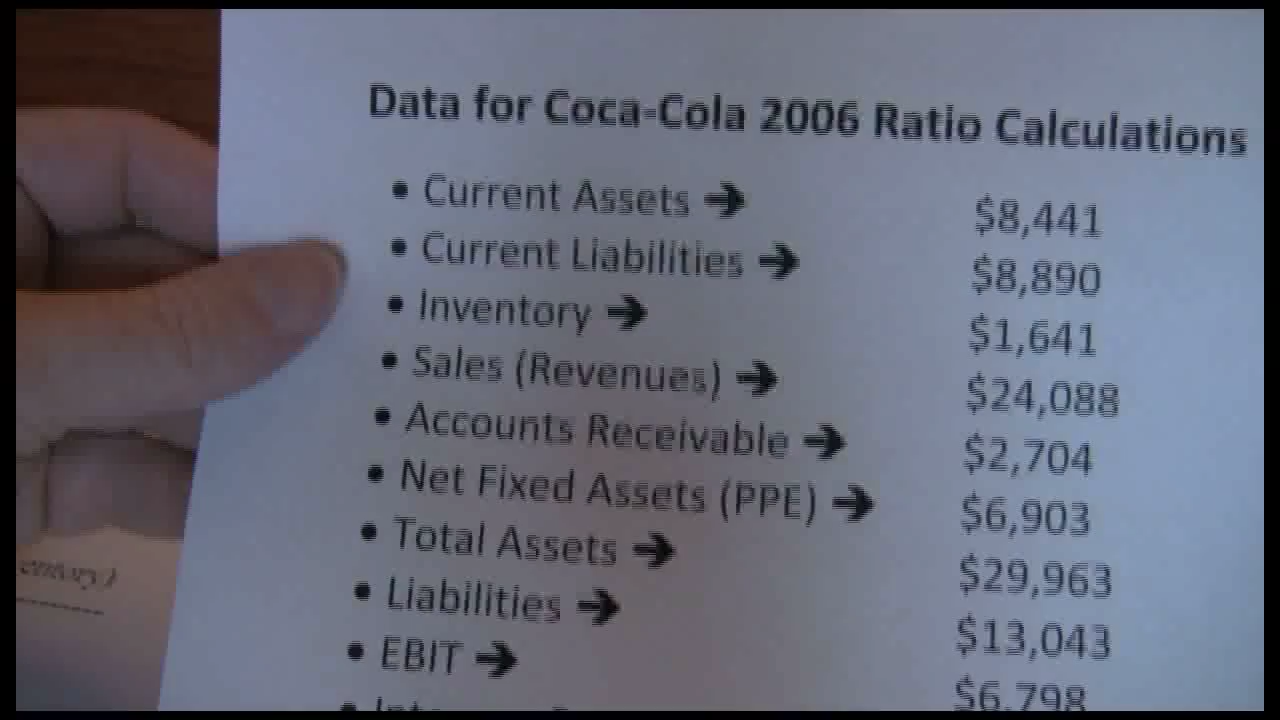 Data for Coca-Cola 2006 Ratio Calculations
• Current Assets ➔ $8,441
• Current Liabilities ➔ $8,890
• Inventory ➔ $1,641
• Sales (Revenues) ➔ $24,088
• Accounts Receivable ➔ $2,704
• Net Fixed Assets (PPE) ➔ $6,903
• Total Assets ➔ $29,963
• Liabilities ➔ $13,043
• EBIT ➔ $6,798